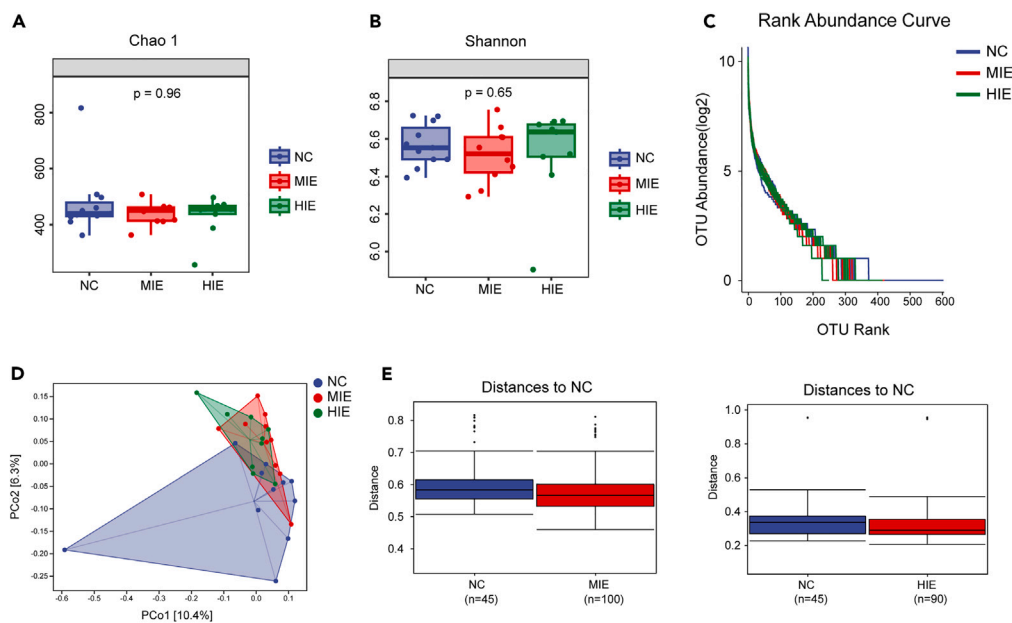 A
Chao 1
p = 0.96
800
600
400
NC
MIE
HIE
NC
MIE
HIE
B
Shannon
p = 0.65
6.8
6.6
6.4
6.2
6.0
NC
MIE
HIE
NC
MIE
HIE
C
Rank Abundance Curve
OTU Abundance(log2)
10
5
0
0 100 200 300 400 500 600
OTU Rank
NC
MIE
HIE
D
NC
MIE
HIE
PCo2 [6.3%]
0.15
0.10
0.05
0.00
-0.05
-0.10
-0.15
-0.20
-0.25
-0.6 -0.5 -0.4 -0.3 -0.2 -0.1 0.0 0.1
PCo1 [10.4%]
E
Distances to NC
Distance
0.8
0.7
0.6
0.5
0.4
NC MIE
(n=45) (n=100)
Distances to NC
Distance
1.0
0.8
0.6
0.4
0.2
NC HIE
(n=45) (n=90)